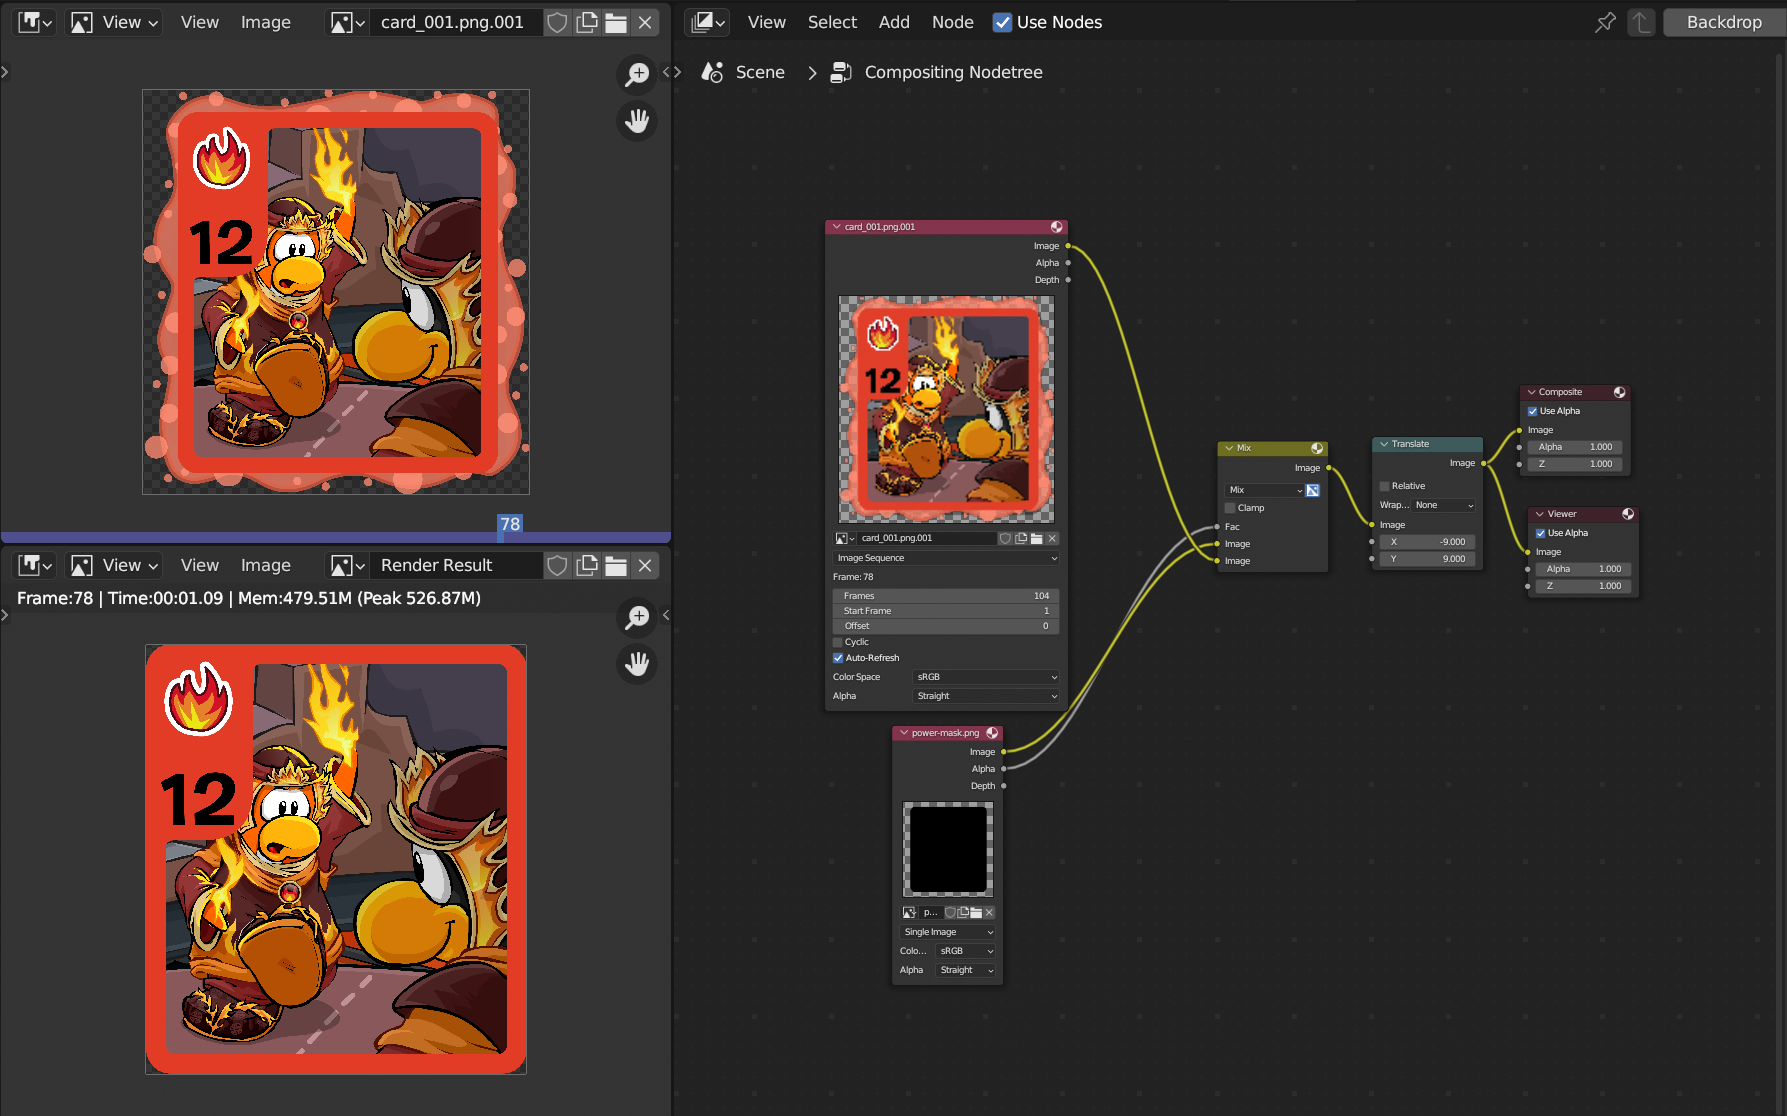 View
View
Image
card_001.png.001
12
78
View
View
Image
Render Result
Frame:78 | Time:00:01.09 | Mem:479.51M (Peak 526.87M)
12
View
Select
Add
Node
Use Nodes
Backdrop
Scene
Compositing Nodetree
card_001.png.001
Image
Alpha
Depth
12
card_001.png.001
Image Sequence
Frame: 78
Frames 104
Start Frame 1
Offset 0
Cyclic
Auto-Refresh
Color Space sRGB
Alpha Straight
power-mask.png
Image
Alpha
Depth
p...
Single Image
Colo... sRGB
Alpha Straight
Mix
Image
Mix
Clamp
Fac
Image
Image
Translate
Image
Relative
Wrap... None
Image
X -9.000
Y 9.000
Composite
Use Alpha
Image
Alpha 1.000
Z 1.000
Viewer
Use Alpha
Image
Alpha 1.000
Z 1.000